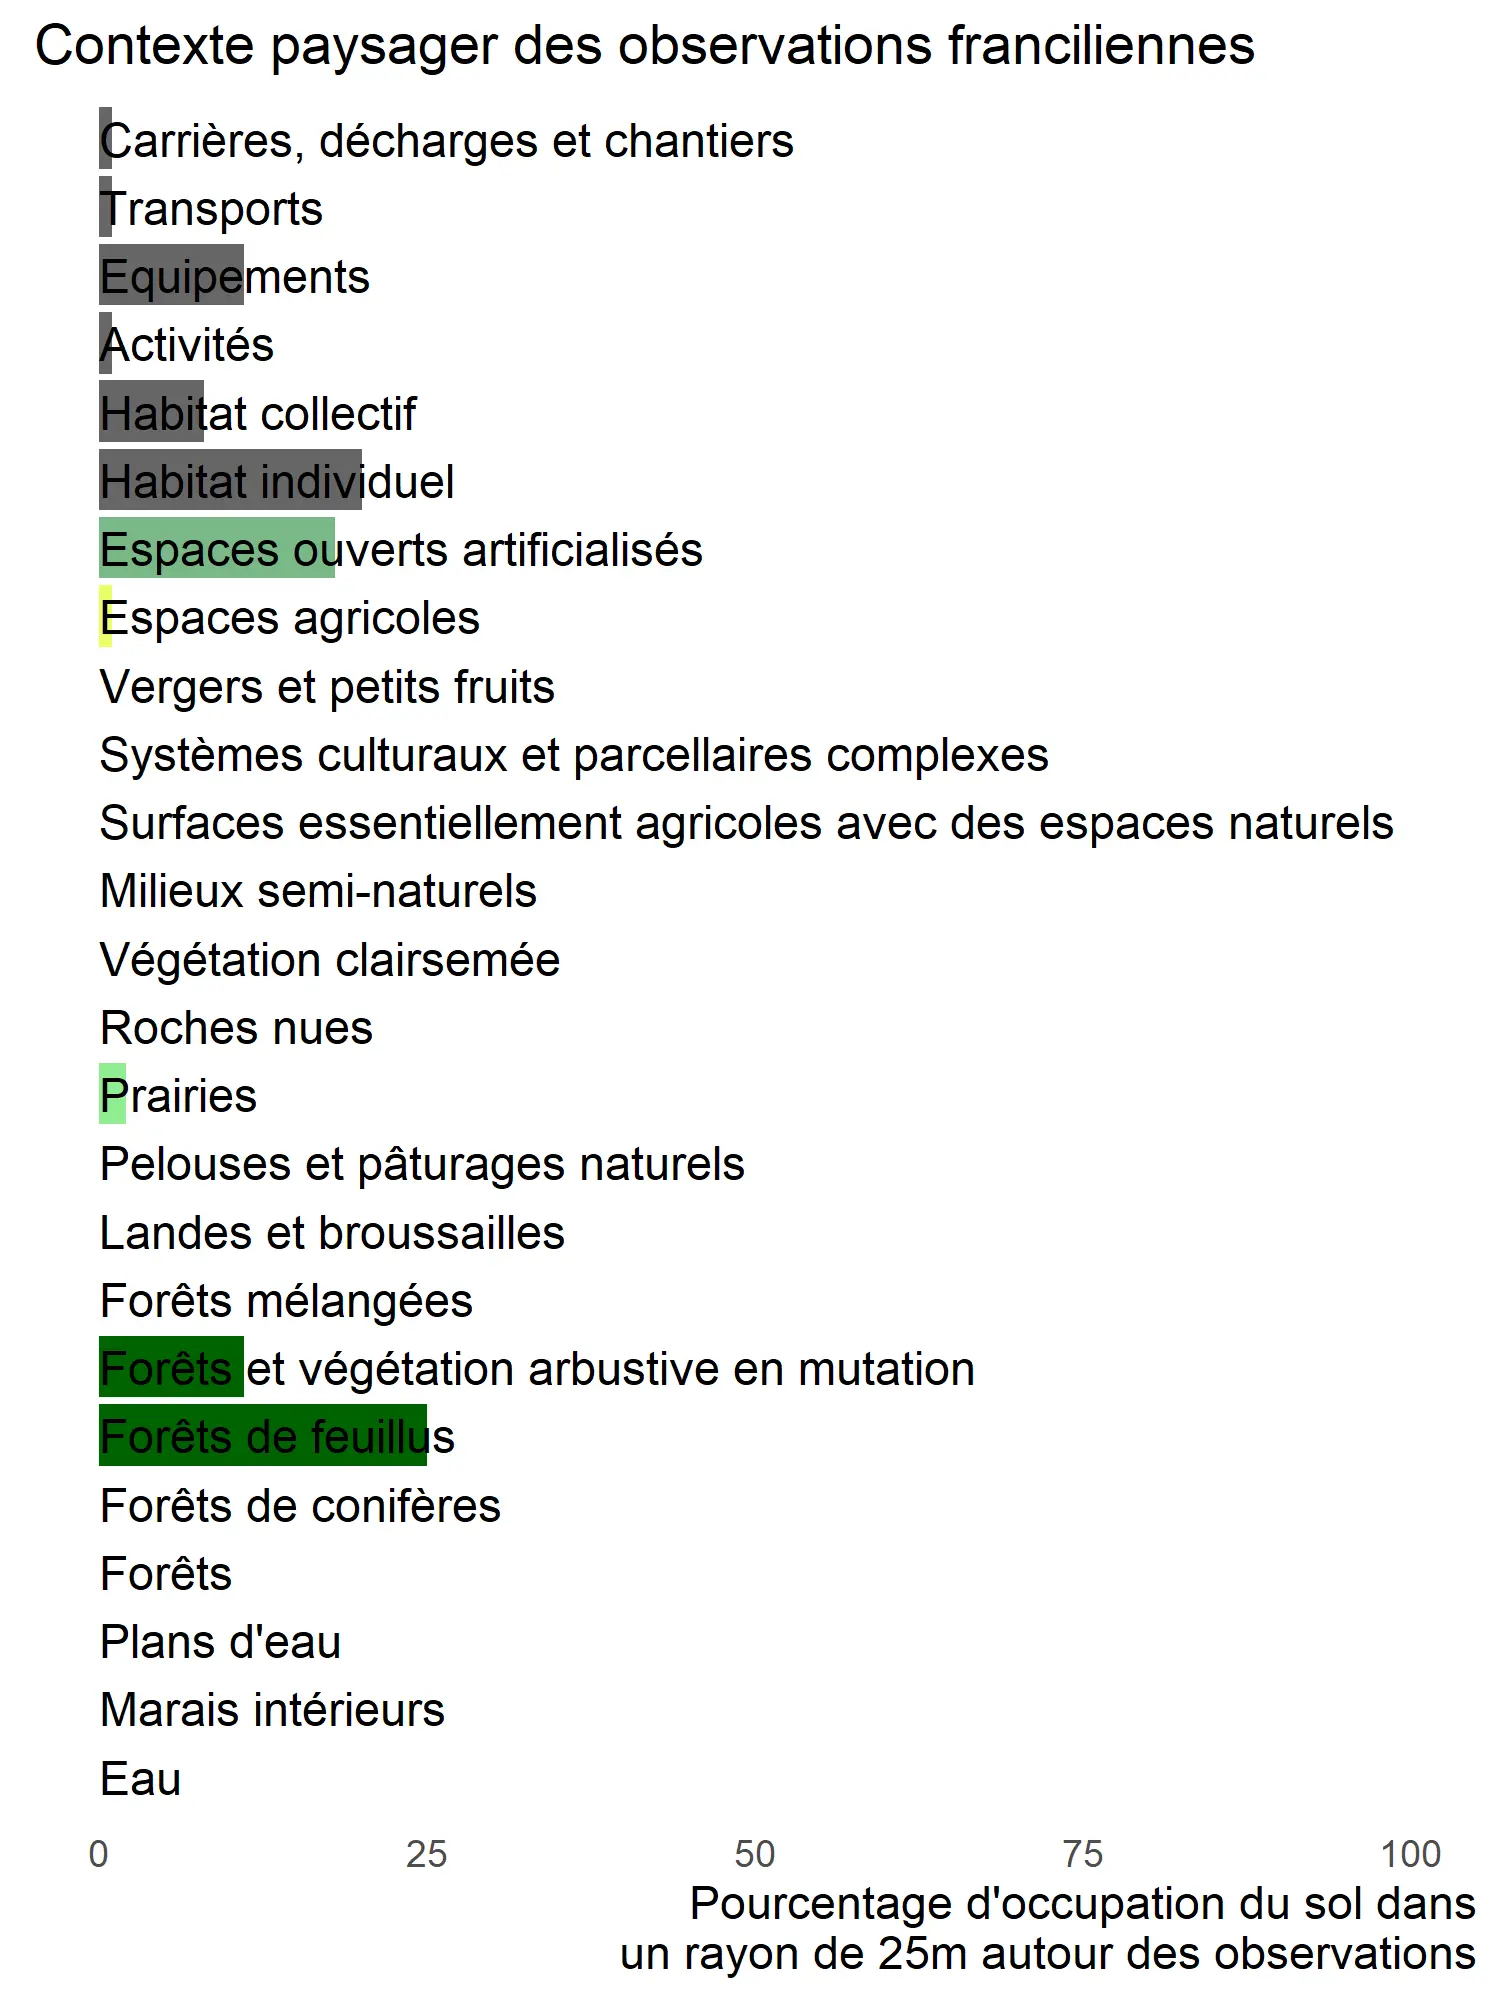 Contexte paysager des observations franciliennes
Carrières, décharges et chantiers
Transports
Equipements
Activités
Habitat collectif
Habitat individuel
Espaces ouverts artificialisés
Espaces agricoles
Vergers et petits fruits
Systèmes culturaux et parcellaires complexes
Surfaces essentiellement agricoles avec des espaces naturels
Milieux semi-naturels
Végétation clairsemée
Roches nues
Prairies
Pelouses et pâturages naturels
Landes et broussailles
Forêts mélangées
Forêts et végétation arbustive en mutation
Forêts de feuillus
Forêts de conifères
Forêts
Plans d'eau
Marais intérieurs
Eau
0 25 50 75 100
Pourcentage d'occupation du sol dans
un rayon de 25m autour des observations